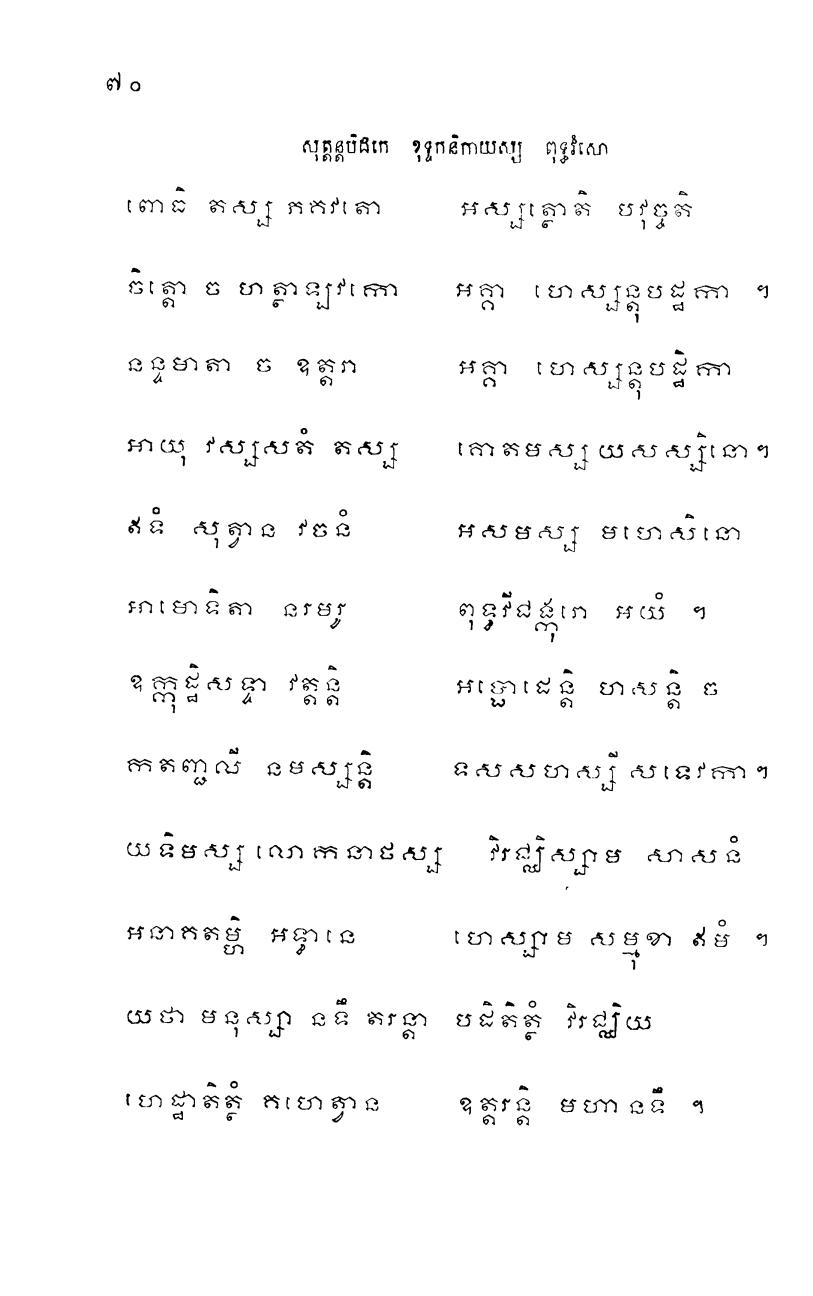 ៧០
សុត្តន្តបិដកេ ខុទ្ទកនិកាយស្ស ពុទ្ធវំសោ
ពោធិ តស្ស ភគវតោ អស្សត្ថោតិ បវុច្ចតិ
ចិត្តោ ច ហត្ថាឡ្បវកោ អគ្គា ហេស្សន្តុបដ្ឋកា ។
នន្ទមាតា ច ឧត្តរា អគ្គា ហេស្សន្តុបដ្ឋិកា
អាយុ វស្សសតំ តស្ស គោតមស្ស យសស្សិនោ។
ឥទំ សុត្វាន វចនំ អសមស្ស មហេសិនោ
អាមោទិតា នរមរូ ពុទ្ធវីជង្កុរោ អយំ ។
ឧក្កុដ្ឋិសទ្ទា វត្តន្តិ អប្ផោដេន្តិ ហសន្តិ ច
កតញ្ជលី នមស្សន្តិ ទសសហស្សី សទេវកា។
យទិមស្ស លោកនាថស្ស វិរជ្ឈិស្សាម សាសនំ
អនាគតម្ហិ អទ្ធានេ ហេស្សាម សម្មុខា ឥមំ ។
យថា មនុស្សា នទឹ តរន្តា បដិតិត្ថំ វិរជ្ឈិយ
ហេដ្ឋាតិត្ថំ គហេត្វាន ឧត្តរន្តិ មហានទឹ ។